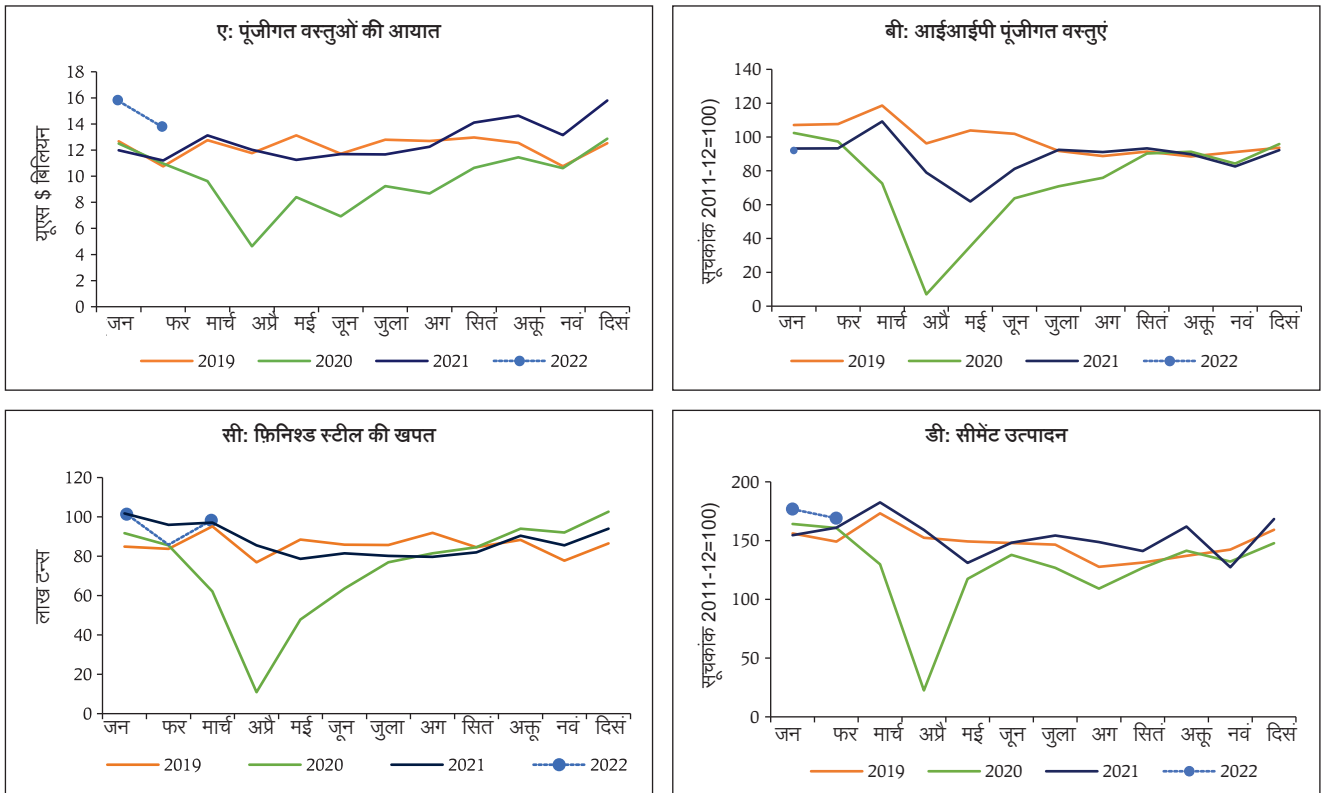 ए: पूंजीगत वस्तुओं की आयात
यूएस $ बिलियन
18
16
14
12
10
8
6
4
2
0
जन फर मार्च अप्रै मई जून जुला अग सितं अक्तू नवं दिसं
2019 2020 2021 2022
बी: आईआईपी पूंजीगत वस्तुएं
सूचकांक 2011-12=100)
140
120
100
80
60
40
20
0
जन फर मार्च अप्रै मई जून जुला अग सितं अक्तू नवं दिसं
2019 2020 2021 2022
सी: फ़िनिश्ड स्टील की खपत
लाख टन्स
120
100
80
60
40
20
0
जन फर मार्च अप्रै मई जून जुला अग सितं अक्तू नवं दिसं
2019 2020 2021 2022
डी: सीमेंट उत्पादन
सूचकांक 2011-12=100)
200
150
100
50
0
जन फर मार्च अप्रै मई जून जुला अग सितं अक्तू नवं दिसं
2019 2020 2021 2022